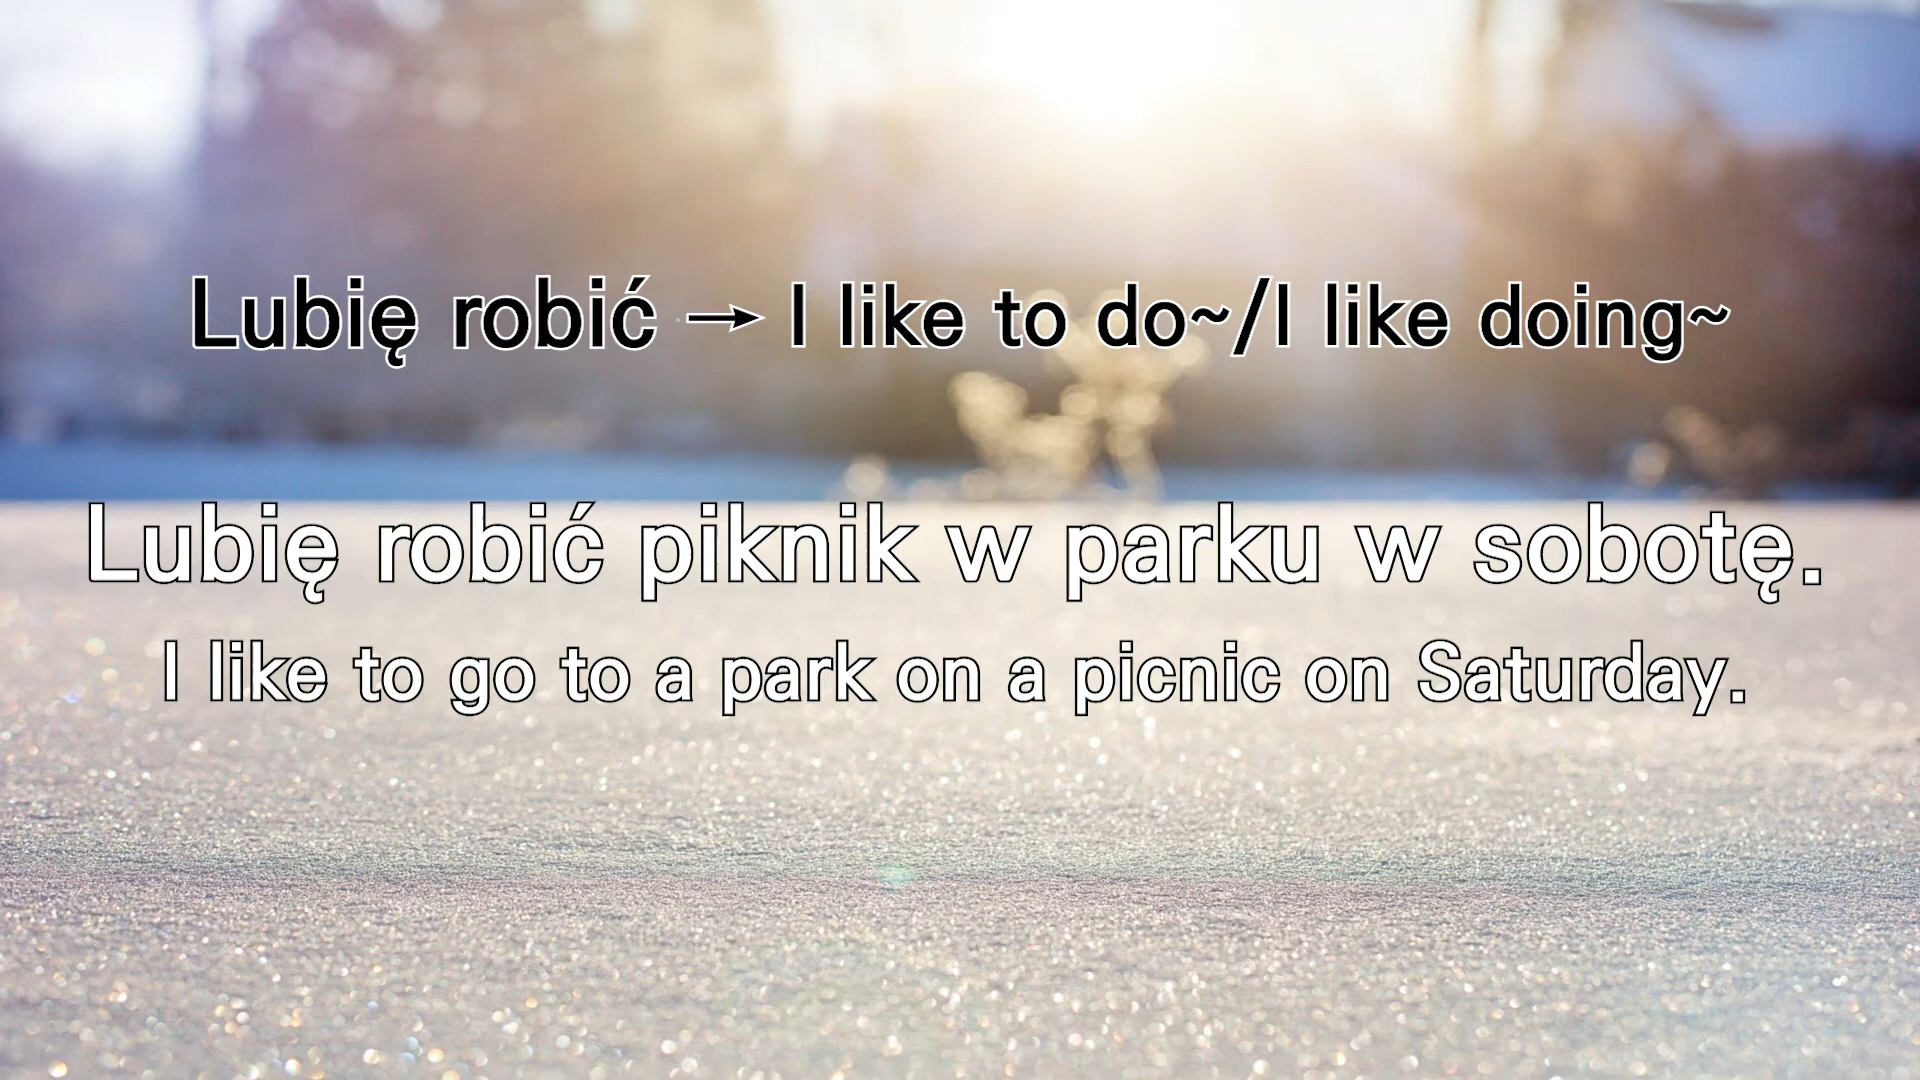 Lubię robić → I like to do~/I like doing~
Lubię robić piknik w parku w sobotę.
I like to go to a park on a picnic on Saturday.